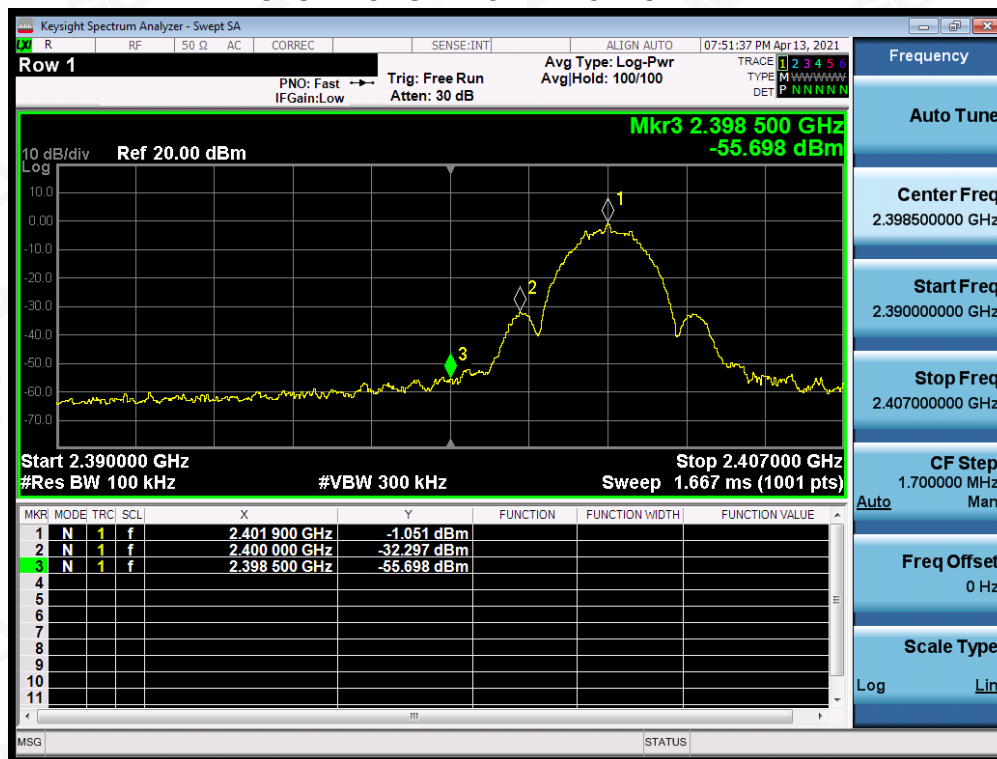 Keysight Spectrum Analyzer - Swept SA
LXI R RF 50 Ω AC CORREC SENSE:INT ALIGN AUTO 07:51:37 PM Apr 13, 2021
Row 1
PNO: Fast
IFGain:Low
Trig: Free Run
Atten: 30 dB
Avg Type: Log-Pwr
Avg|Hold: 100/100
TRACE 1 2 3 4 5 6
TYPE M WWWWW
DET P N N N N N
Mkr3 2.398 500 GHz
-55.698 dBm
10 dB/div Ref 20.00 dBm
Log
10.0
0.00
-10.0
-20.0
-30.0
-40.0
-50.0
-60.0
-70.0
1
2
3
Start 2.390000 GHz Stop 2.407000 GHz
#Res BW 100 kHz #VBW 300 kHz Sweep 1.667 ms (1001 pts)
MKR MODE TRC SCL X Y FUNCTION FUNCTION WIDTH FUNCTION VALUE
1 N 1 f 2.401 900 GHz -1.051 dBm
2 N 1 f 2.400 000 GHz -32.297 dBm
3 N 1 f 2.398 500 GHz -55.698 dBm
4
5
6
7
8
9
10
11
MSG STATUS
Frequency
Auto Tune
Center Freq
2.398500000 GHz
Start Freq
2.390000000 GHz
Stop Freq
2.407000000 GHz
CF Step
1.700000 MHz
Auto Man
Freq Offset
0 Hz
Scale Type
Log Lin